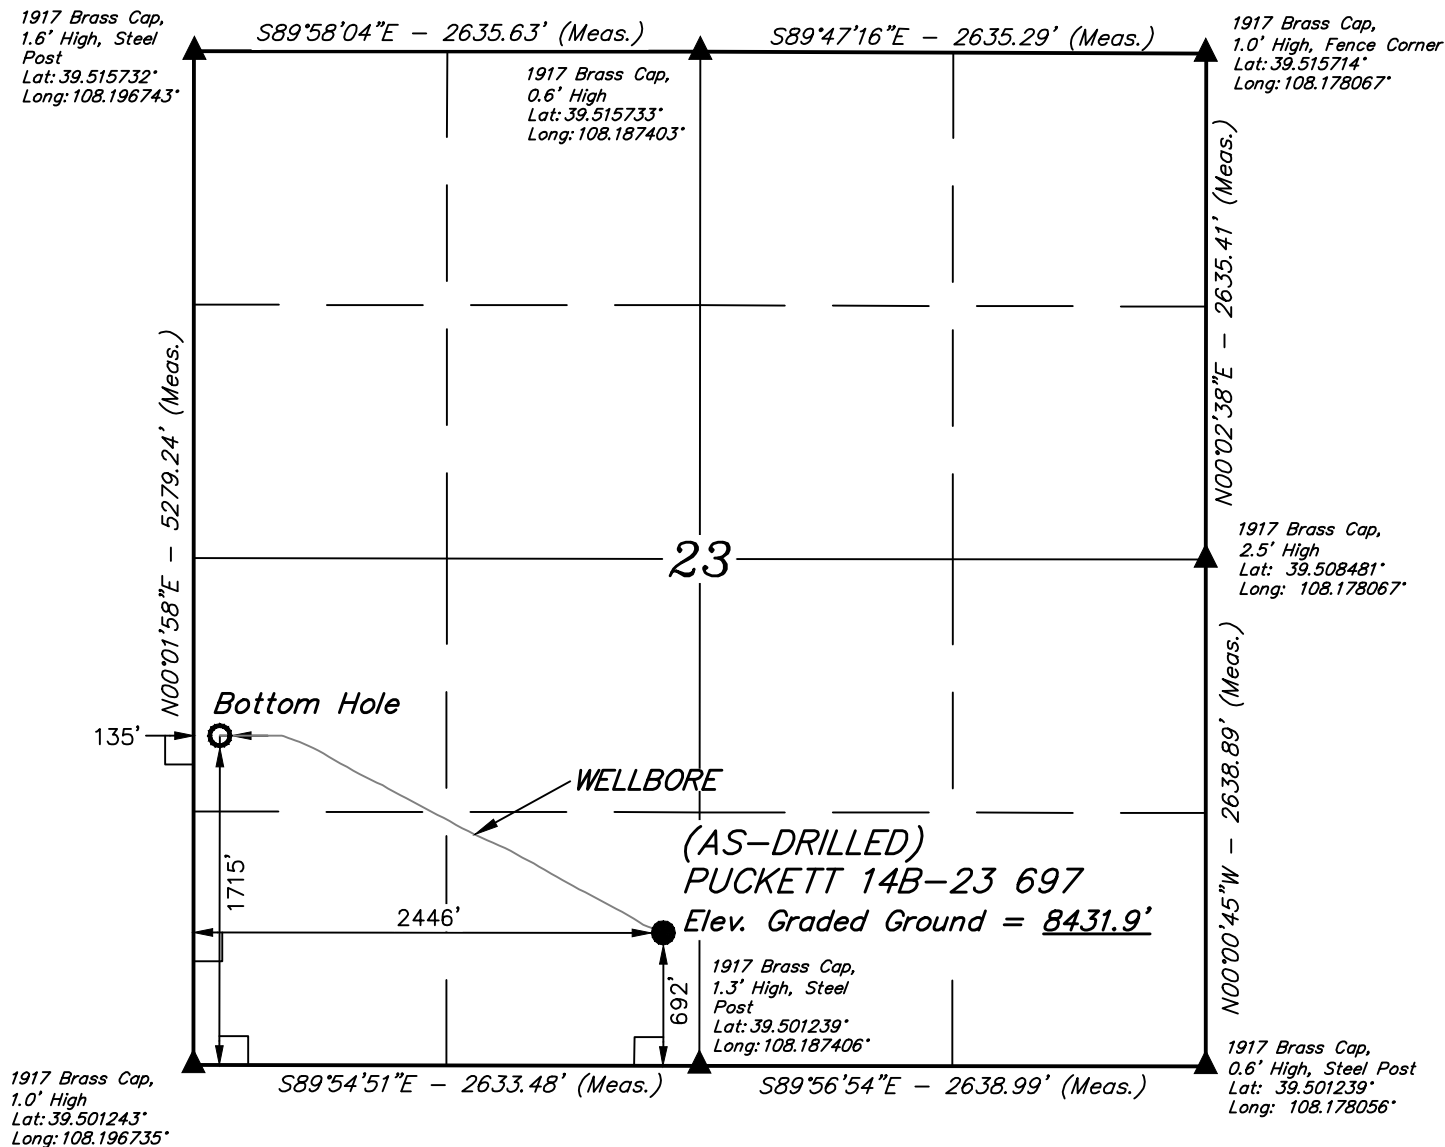 1917 Brass Cap,
1.6' High, Steel
Post
Lat: 39.515732°
Long: 108.196743°
S89°58'04"E - 2635.63' (Meas.)
1917 Brass Cap,
0.6' High
Lat: 39.515733°
Long: 108.187403°
S89°47'16"E - 2635.29' (Meas.)
1917 Brass Cap,
1.0' High, Fence Corner
Lat: 39.515714°
Long: 108.178067°
N00°02'38"E - 2635.41' (Meas.)
N00°01'58"E - 5279.24' (Meas.)
23
1917 Brass Cap,
2.5' High
Lat: 39.508481°
Long: 108.178067°
Bottom Hole
135'
WELLBORE
1715'
2446'
(AS-DRILLED)
PUCKETT 14B-23 697
Elev. Graded Ground = 8431.9'
692'
1917 Brass Cap,
1.3' High, Steel
Post
Lat: 39.501239°
Long: 108.187406°
N00°00'45"W - 2638.89' (Meas.)
1917 Brass Cap,
1.0' High
Lat: 39.501243°
Long: 108.196735°
S89°54'51"E - 2633.48' (Meas.)
S89°56'54"E - 2638.99' (Meas.)
1917 Brass Cap,
0.6' High, Steel Post
Lat: 39.501239°
Long: 108.178056°